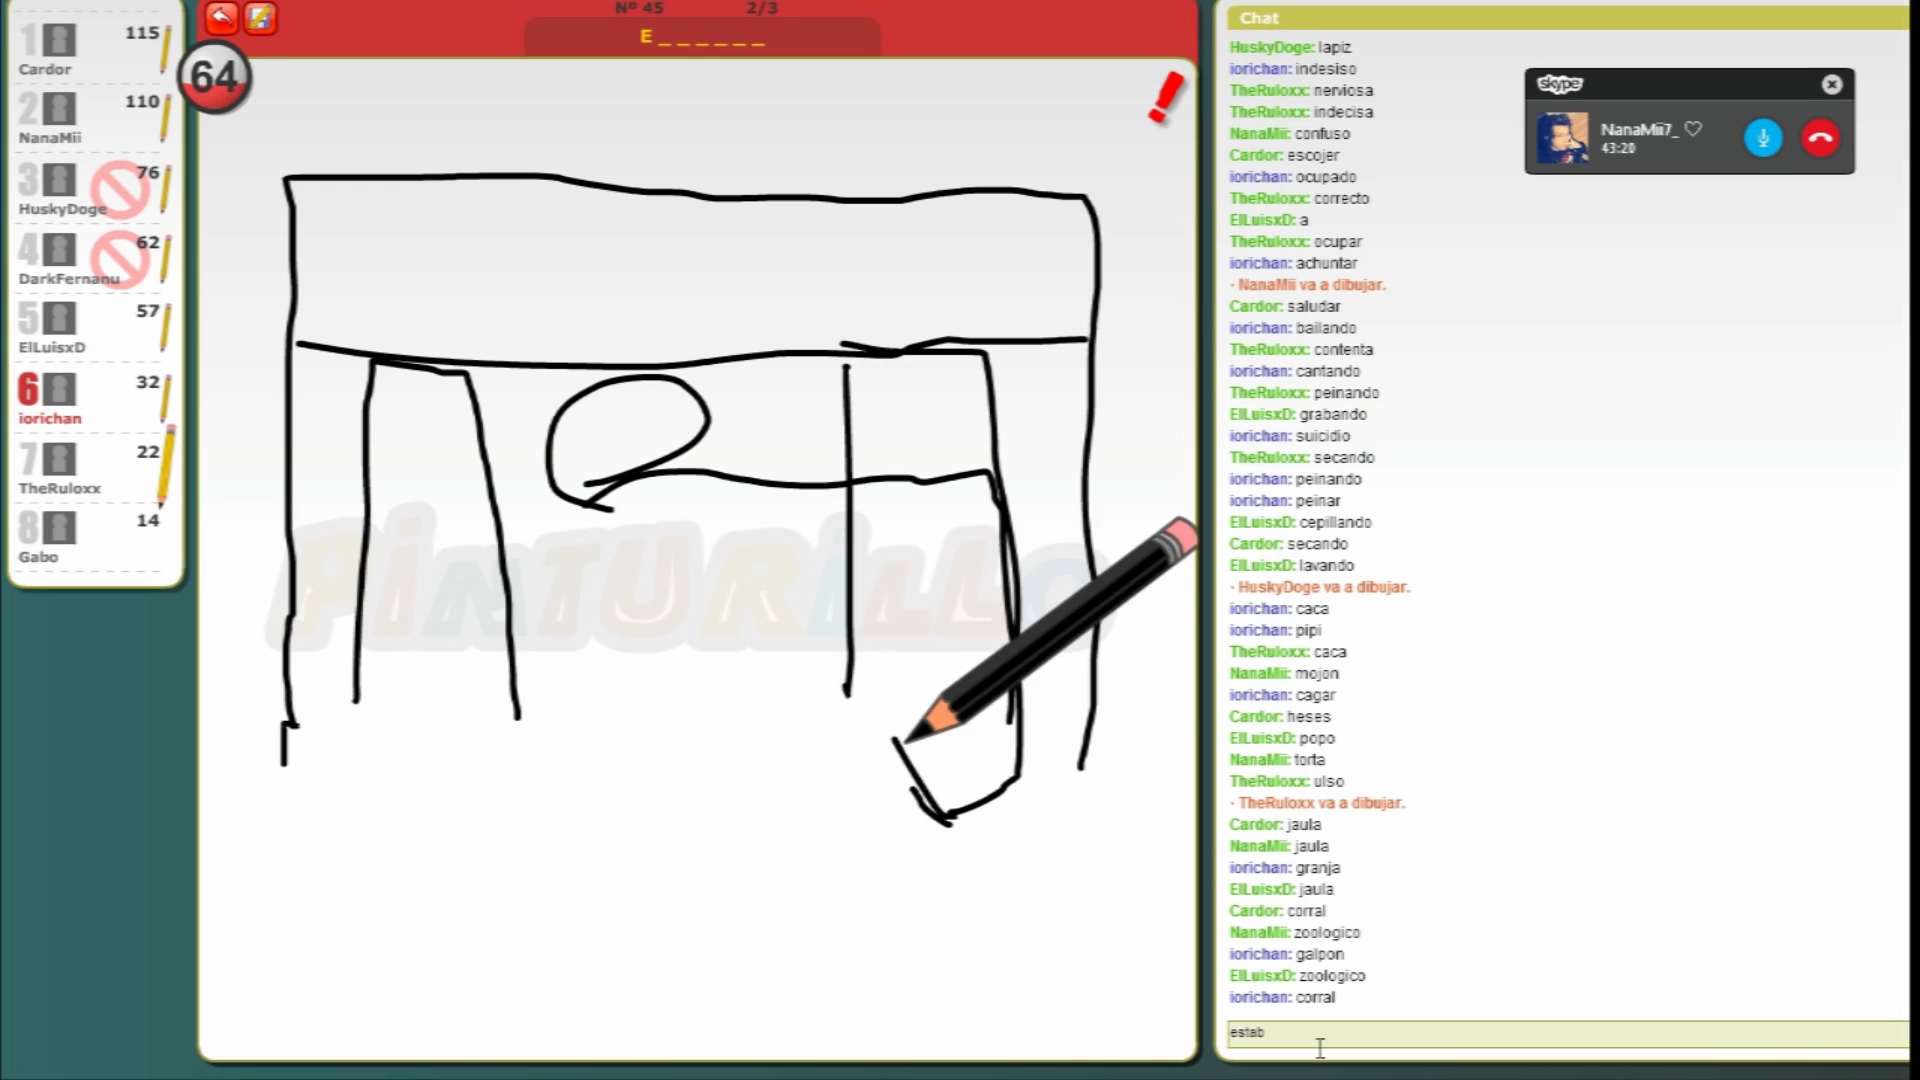 1
115
Cardor
2
110
NanaMii
3
76
HuskyDoge
4
62
DarkFernanu
5
57
ElLuisxD
6
32
iorichan
7
22
TheRuloxx
8
14
Gabo
64
Nº 45 2/3
E _ _ _ _ _ _
!
PiNTURiLLO
Chat
HuskyDoge: lapiz
iorichan: indesiso
TheRuloxx: nerviosa
TheRuloxx: indecisa
NanaMii: confuso
Cardor: escojer
iorichan: ocupado
TheRuloxx: correcto
ElLuisxD: a
TheRuloxx: ocupar
iorichan: achuntar
· NanaMii va a dibujar.
Cardor: saludar
iorichan: bailando
TheRuloxx: contenta
iorichan: cantando
TheRuloxx: peinando
ElLuisxD: grabando
iorichan: suicidio
TheRuloxx: secando
iorichan: peinando
iorichan: peinar
ElLuisxD: cepillando
Cardor: secando
ElLuisxD: lavando
· HuskyDoge va a dibujar.
iorichan: caca
iorichan: pipi
TheRuloxx: caca
NanaMii: mojon
iorichan: cagar
Cardor: heses
ElLuisxD: popo
NanaMii: torta
TheRuloxx: ulso
· TheRuloxx va a dibujar.
Cardor: jaula
NanaMii: jaula
iorichan: granja
ElLuisxD: jaula
Cardor: corral
NanaMii: zoologico
iorichan: galpon
ElLuisxD: zoologico
iorichan: corral
estab
skype
NanaMii7_ ♡
43:20